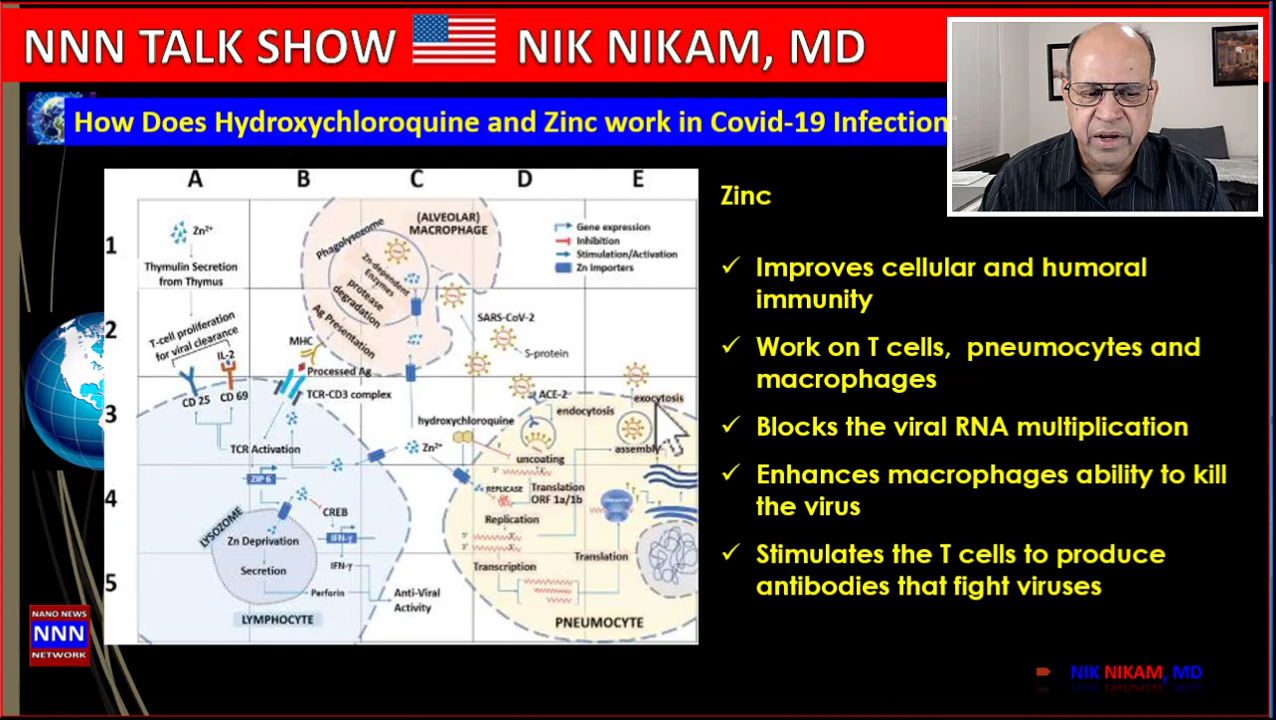 NNN TALK SHOW NIK NIKAM, MD
How Does Hydroxychloroquine and Zinc work in Covid-19 Infection
A B C D E
1
2
3
4
5
Zn²⁺
Thymulin Secretion
from Thymus
T-cell proliferation
for viral clearance
IL-2
CD 25 CD 69
TCR Activation
ZIP 6
LYSOZOME
Zn Deprivation
Secretion
Perforin
LYMPHOCYTE
CREB
IFN-γ
IFN-γ
Anti-Viral
Activity
(ALVEOLAR)
MACROPHAGE
Phagolysozome
Zn dependent
Enzymes
protease
degradation
Ag Presentation
MHC
Processed Ag
TCR-CD3 complex
Gene expression
Inhibition
Stimulation/Activation
Zn Importers
SARS-CoV-2
S-protein
ACE-2
endocytosis
exocytosis
hydroxychloroquine
Zn²⁺
uncoating
assembly
5' 3'
REPLICASE
Translation
ORF 1a/1b
Replication
Transcription
Translation
PNEUMOCYTE
Zinc
✓ Improves cellular and humoral
immunity
✓ Work on T cells, pneumocytes and
macrophages
✓ Blocks the viral RNA multiplication
✓ Enhances macrophages ability to kill
the virus
✓ Stimulates the T cells to produce
antibodies that fight viruses
NANO NEWS
NNN
NETWORK
NIK NIKAM, MD